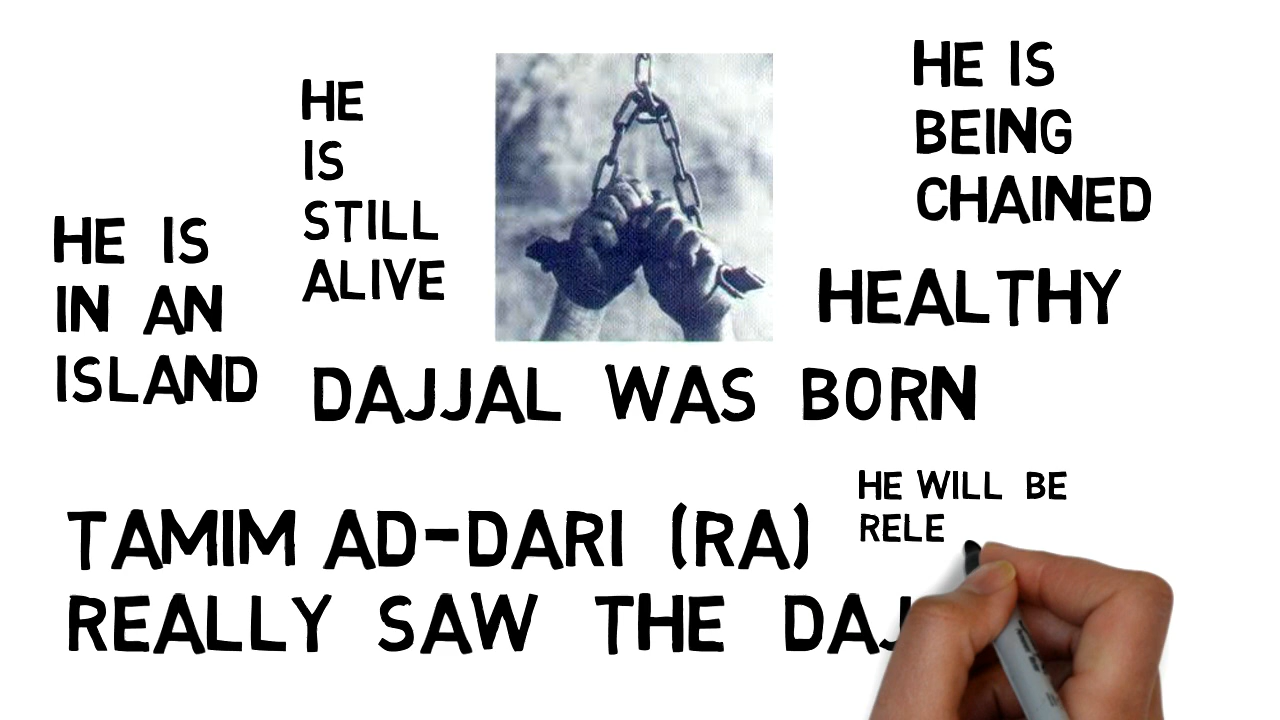 HE IS
BEING
CHAINED
HE
IS
STILL
ALIVE
HE IS
IN AN
ISLAND
HEALTHY
DAJJAL WAS BORN
HE WILL BE
RELE
TAMIM AD-DARI (RA)
REALLY SAW THE DAJ